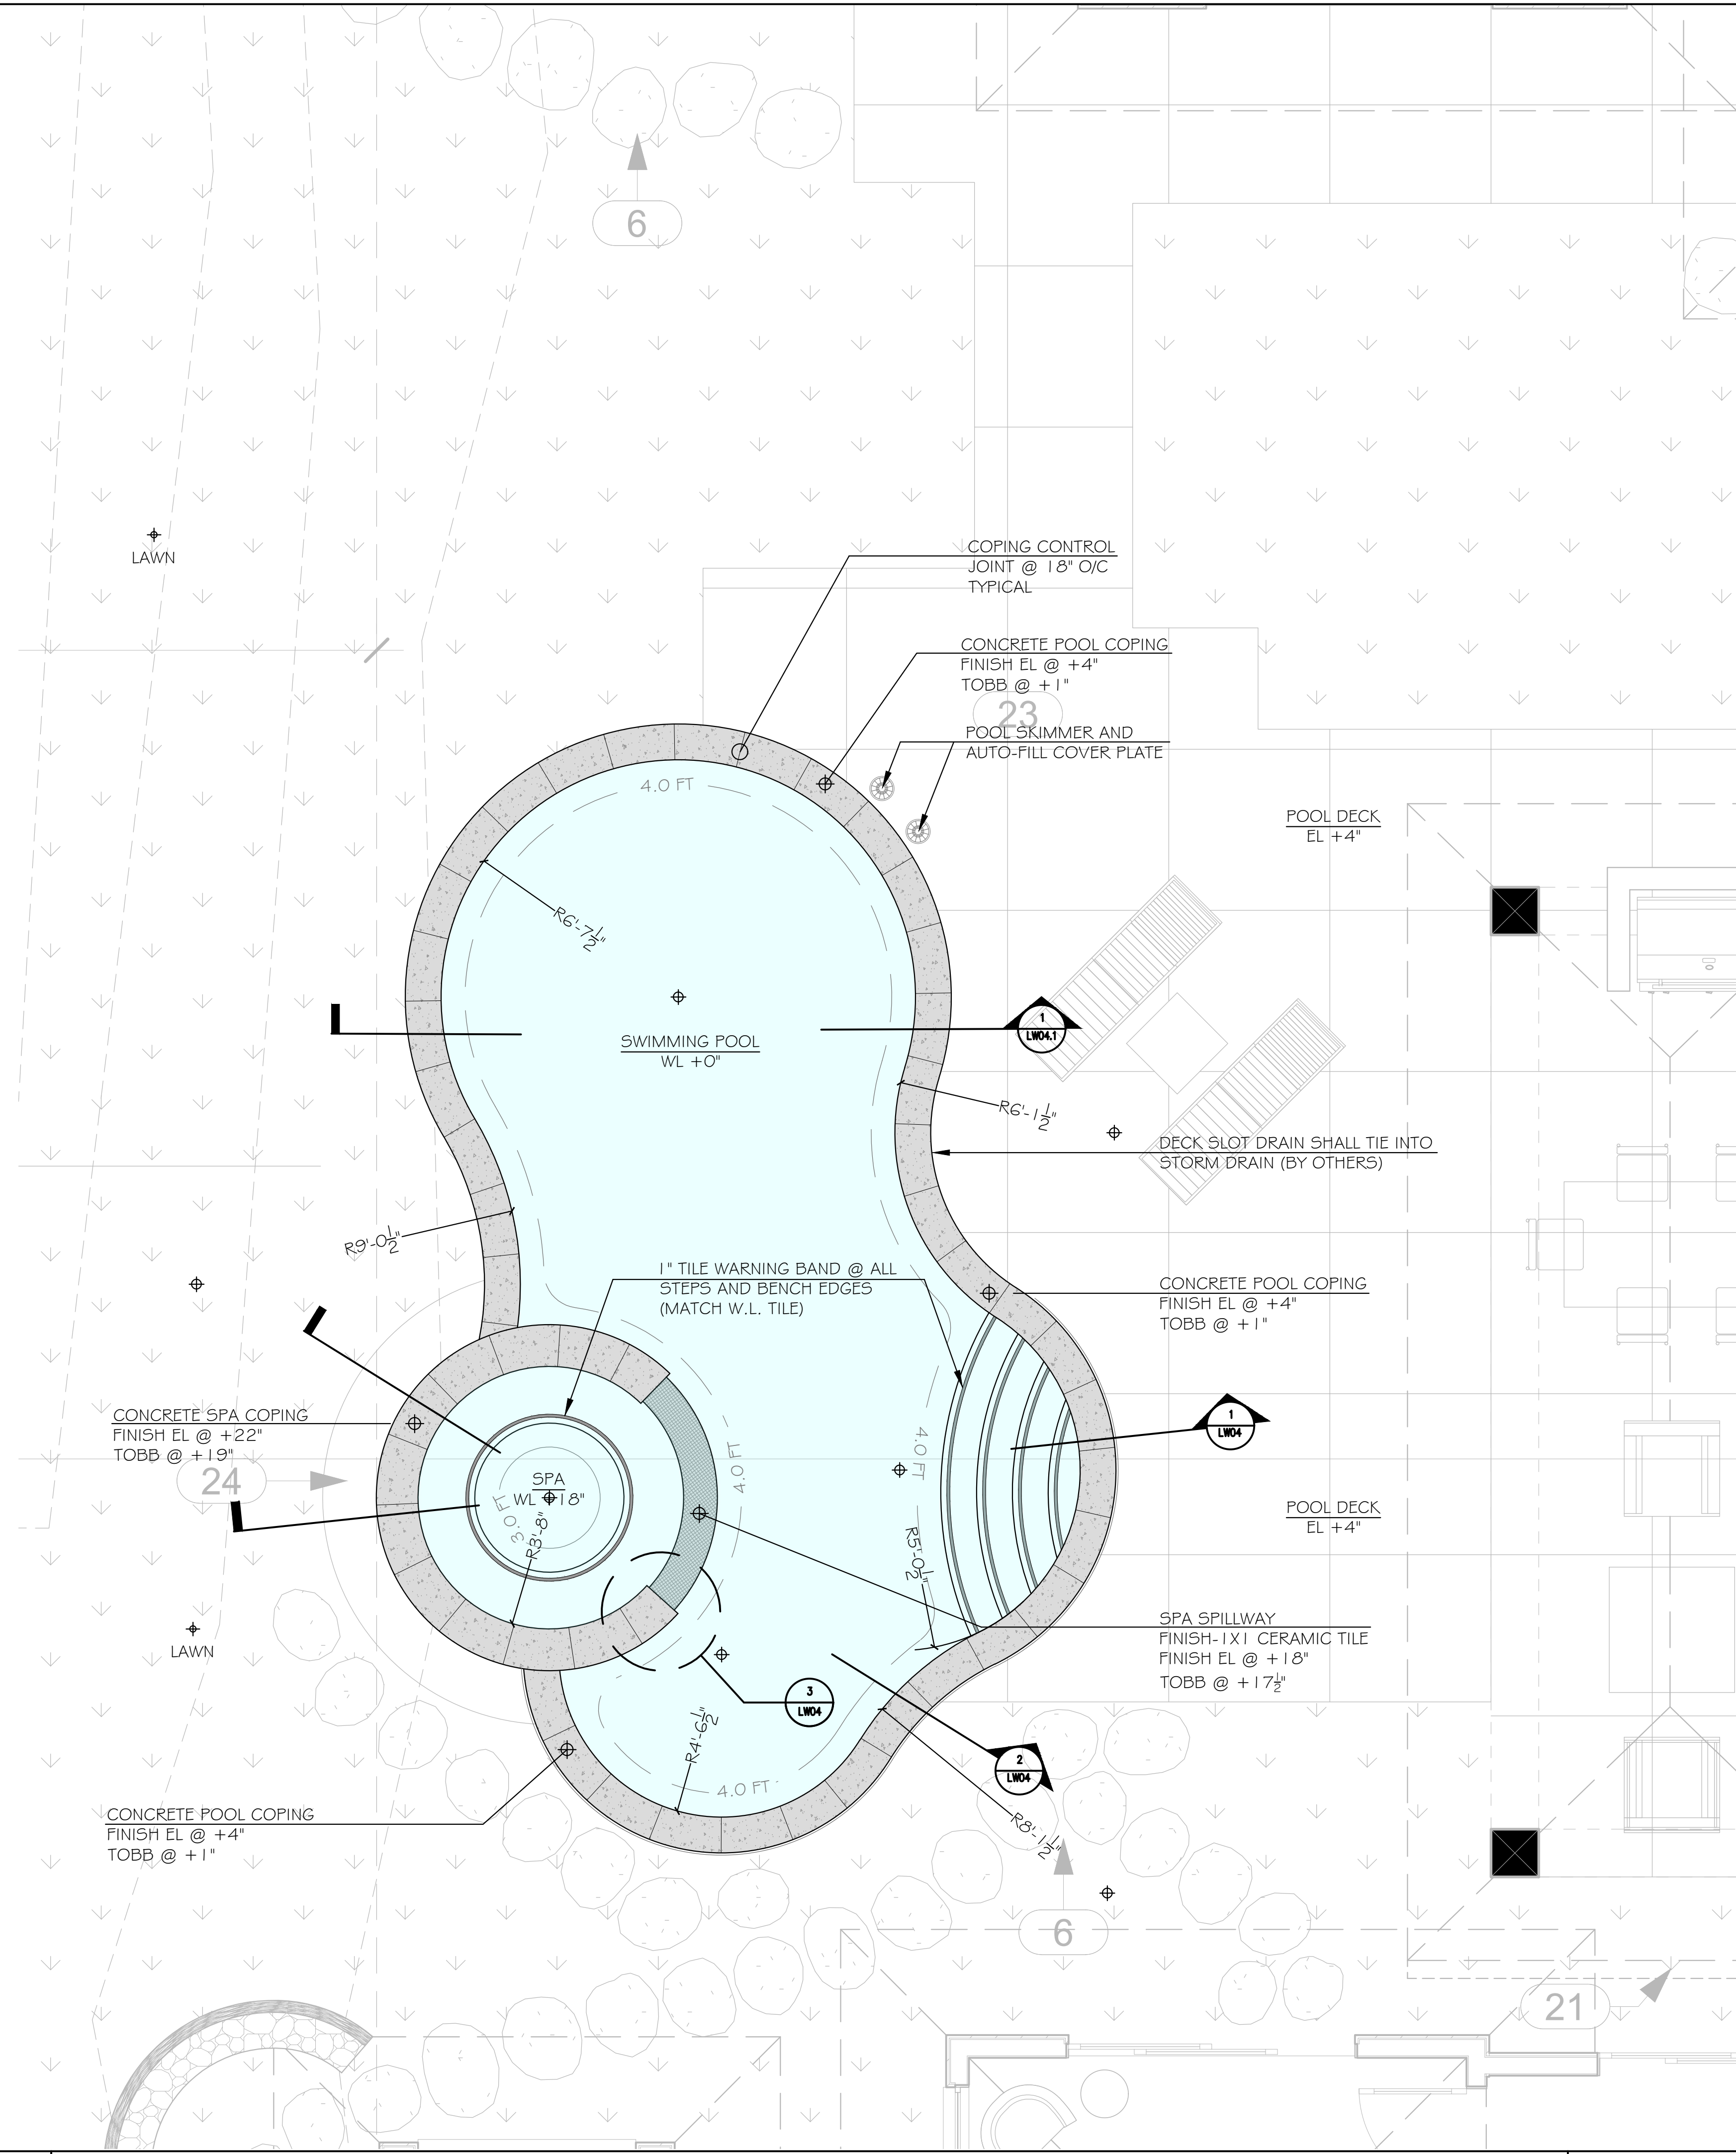 6
LAWN
COPING CONTROL
JOINT @ 18" O/C
TYPICAL
CONCRETE POOL COPING
FINISH EL @ +4"
TOBB @ +1"
23
POOL SKIMMER AND
AUTO-FILL COVER PLATE
4.0 FT
POOL DECK
EL +4"
R6'-7 1/2"
1
LW04.1
SWIMMING POOL
WL +0"
R6'-1 1/2"
DECK SLOT DRAIN SHALL TIE INTO
STORM DRAIN (BY OTHERS)
R9'-0 1/2"
1" TILE WARNING BAND @ ALL
STEPS AND BENCH EDGES
(MATCH W.L. TILE)
CONCRETE POOL COPING
FINISH EL @ +4"
TOBB @ +1"
CONCRETE SPA COPING
FINISH EL @ +22"
TOBB @ +19"
24
1
LW04
4.0 FT
4.0 FT
SPA
WL +18"
3.0 FT
R3'-8"
POOL DECK
EL +4"
R5'-0 1/2"
SPA SPILLWAY
FINISH-1X1 CERAMIC TILE
FINISH EL @ +18"
TOBB @ +17 1/2"
LAWN
3
LW04
R4'-6 1/2"
2
LW04
4.0 FT
CONCRETE POOL COPING
FINISH EL @ +4"
TOBB @ +1"
R8'-1 1/2"
6
21